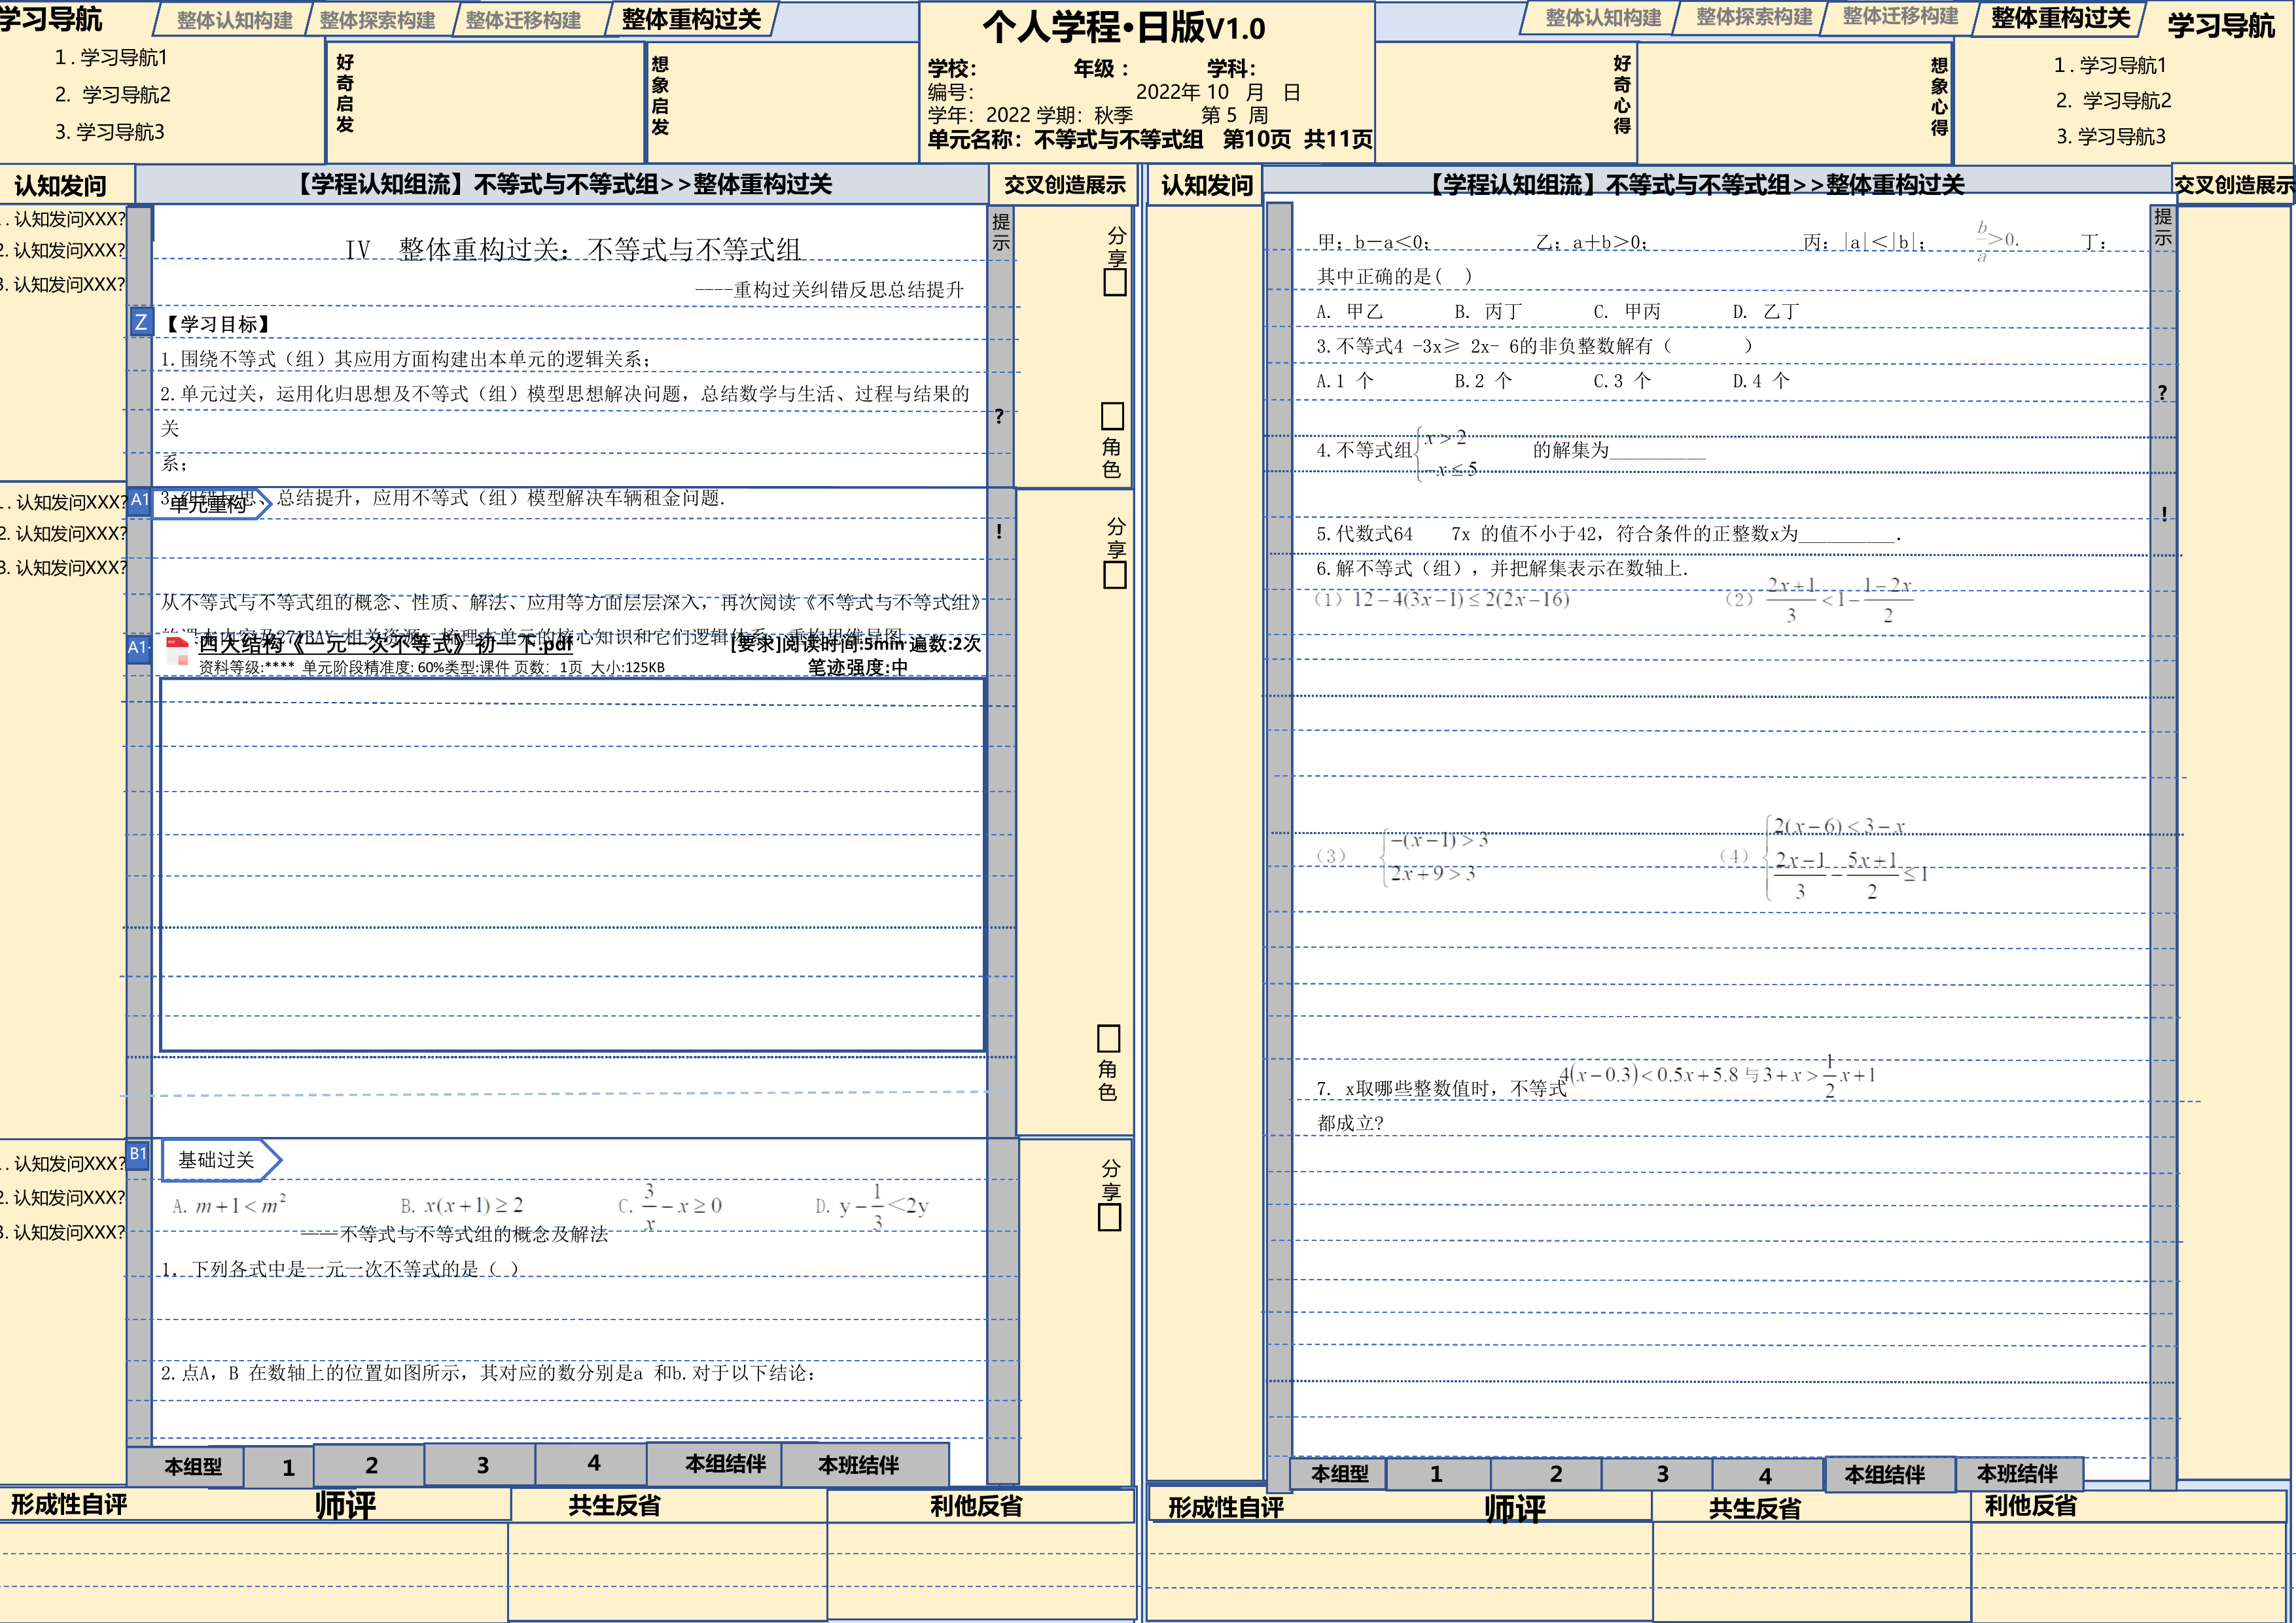 学习导航
整体认知构建 整体探索构建 整体迁移构建 整体重构过关
1.学习导航1
2. 学习导航2
3. 学习导航3
好奇启发
想象启发
个人学程•日版V1.0
学校: 年级: 学科:
编号: 2022年 10 月 日
学年: 2022 学期: 秋季 第 5 周
单元名称: 不等式与不等式组 第10页 共11页
好奇心得
想象心得
整体认知构建 整体探索构建 整体迁移构建 整体重构过关
学习导航
1.学习导航1
2. 学习导航2
3. 学习导航3
认知发问
【学程认知组流】不等式与不等式组>>整体重构过关
交叉创造展示
. 认知发问XXX?
2. 认知发问XXX?
3. 认知发问XXX?
IV 整体重构过关: 不等式与不等式组
----重构过关纠错反思总结提升
Z
【学习目标】
1.围绕不等式（组）其应用方面构建出本单元的逻辑关系;
2.单元过关, 运用化归思想及不等式（组）模型思想解决问题, 总结数学与生活、过程与结果的
关
系;
3.纠错反思、总结提升, 应用不等式（组）模型解决车辆租金问题.
提示
?
!
分享
角色
. 认知发问XXX?
2. 认知发问XXX?
3. 认知发问XXX?
A1
单元重构
从不等式与不等式组的概念、性质、解法、应用等方面层层深入, 再次阅读《不等式与不等式组》
A1-
四大结构《一元一次不等式》初一下.pdf
[要求]阅读时间:5min 遍数:2次
资料等级:**** 单元阶段精准度: 60%类型:课件 页数: 1页 大小:125KB
笔迹强度:中
分享
角色
. 认知发问XXX?
2. 认知发问XXX?
3. 认知发问XXX?
B1
基础过关
A. m+1<m² B. x(x+1)≥2 C. 3/x−x≥0 D. y−1/3<2y
——不等式与不等式组的概念及解法
1. 下列各式中是一元一次不等式的是（ ）
2.点A, B 在数轴上的位置如图所示, 其对应的数分别是a 和b.对于以下结论:
分享
本组型 1 2 3 4 本组结伴 本班结伴
形成性自评 师评 共生反省 利他反省
认知发问
【学程认知组流】不等式与不等式组>>整体重构过关
交叉创造展示
甲: b－a＜0; 乙: a＋b＞0; 丙: |a|＜|b|; b/a>0. 丁:
其中正确的是( )
A. 甲乙 B. 丙丁 C. 甲丙 D. 乙丁
3.不等式4 -3x≥ 2x- 6的非负整数解有（ ）
A.1 个 B.2 个 C.3 个 D.4 个
4.不等式组{x>2
−x≤5 的解集为__________
5.代数式64 7x 的值不小于42, 符合条件的正整数x为__________.
6.解不等式（组）, 并把解集表示在数轴上.
（1）12−4(3x−1)≤2(2x−16) （2）(2x+1)/3<1−(1−2x)/2
（3）{−(x−1)>3
2x+9>3
（4）{2(x−6)<3−x
(2x−1)/3−(5x+1)/2≤1
7. x取哪些整数值时, 不等式4(x−0.3)<0.5x+5.8与3+x>1/2x+1
都成立?
提示
?
!
本组型 1 2 3 4 本组结伴 本班结伴
形成性自评 师评 共生反省 利他反省